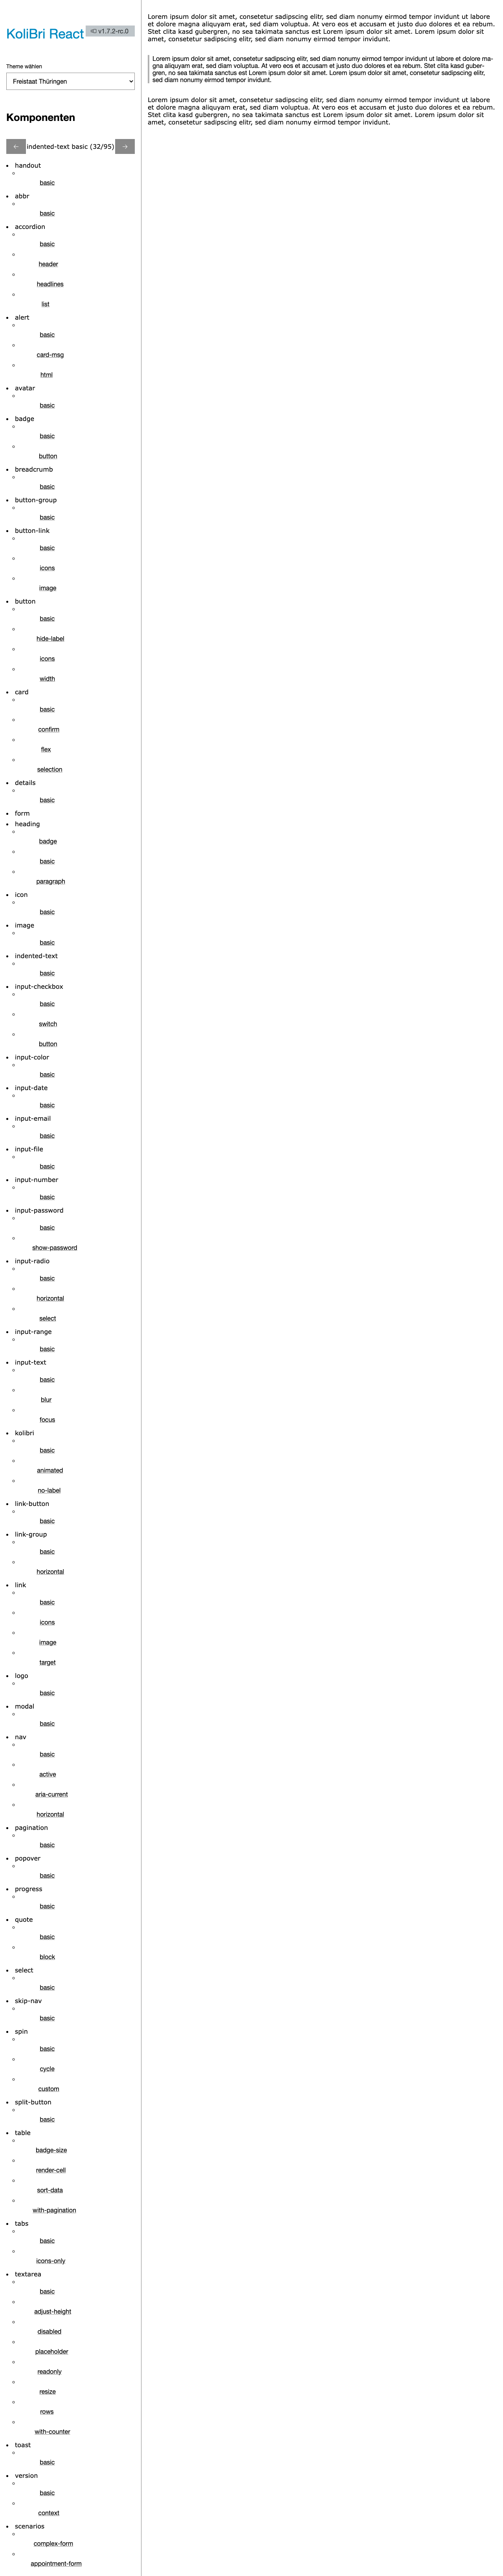 KoliBri React
v1.7.2-rc.0
Theme wählen
Freistaat Thüringen
Komponenten
← indented-text basic (32/95) →
handout
basic
abbr
basic
accordion
basic
header
headlines
list
alert
basic
card-msg
html
avatar
basic
badge
basic
button
breadcrumb
basic
button-group
basic
button-link
basic
icons
image
button
basic
hide-label
icons
width
card
basic
confirm
flex
selection
details
basic
form
heading
badge
basic
paragraph
icon
basic
image
basic
indented-text
basic
input-checkbox
basic
switch
button
input-color
basic
input-date
basic
input-email
basic
input-file
basic
input-number
basic
input-password
basic
show-password
input-radio
basic
horizontal
select
input-range
basic
input-text
basic
blur
focus
kolibri
basic
animated
no-label
link-button
basic
link-group
basic
horizontal
link
basic
icons
image
target
logo
basic
modal
basic
nav
basic
active
aria-current
horizontal
pagination
basic
popover
basic
progress
basic
quote
basic
block
select
basic
skip-nav
basic
spin
basic
cycle
custom
split-button
basic
table
badge-size
render-cell
sort-data
with-pagination
tabs
basic
icons-only
textarea
basic
adjust-height
disabled
placeholder
readonly
resize
rows
with-counter
toast
basic
version
basic
context
scenarios
complex-form
appointment-form
Lorem ipsum dolor sit amet, consetetur sadipscing elitr, sed diam nonumy eirmod tempor invidunt ut labore
et dolore magna aliquyam erat, sed diam voluptua. At vero eos et accusam et justo duo dolores et ea rebum.
Stet clita kasd gubergren, no sea takimata sanctus est Lorem ipsum dolor sit amet. Lorem ipsum dolor sit
amet, consetetur sadipscing elitr, sed diam nonumy eirmod tempor invidunt.
Lorem ipsum dolor sit amet, consetetur sadipscing elitr, sed diam nonumy eirmod tempor invidunt ut labore et dolore ma-
gna aliquyam erat, sed diam voluptua. At vero eos et accusam et justo duo dolores et ea rebum. Stet clita kasd guber-
gren, no sea takimata sanctus est Lorem ipsum dolor sit amet. Lorem ipsum dolor sit amet, consetetur sadipscing elitr,
sed diam nonumy eirmod tempor invidunt.
Lorem ipsum dolor sit amet, consetetur sadipscing elitr, sed diam nonumy eirmod tempor invidunt ut labore
et dolore magna aliquyam erat, sed diam voluptua. At vero eos et accusam et justo duo dolores et ea rebum.
Stet clita kasd gubergren, no sea takimata sanctus est Lorem ipsum dolor sit amet. Lorem ipsum dolor sit
amet, consetetur sadipscing elitr, sed diam nonumy eirmod tempor invidunt.